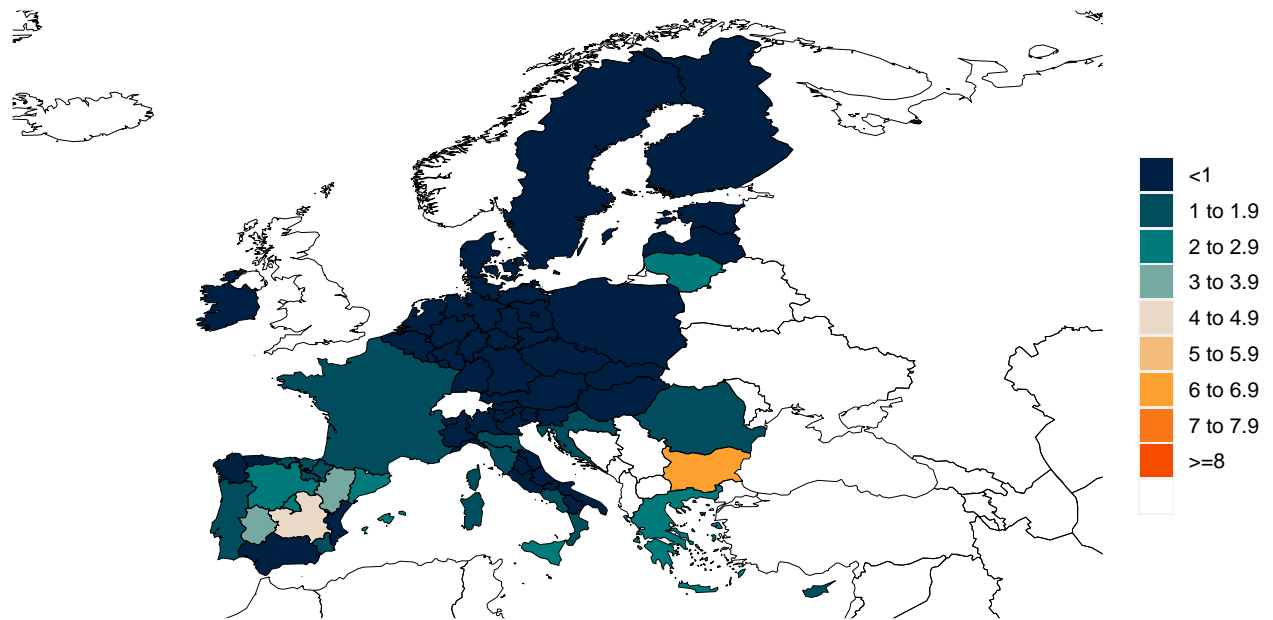 <1
1 to 1.9
2 to 2.9
3 to 3.9
4 to 4.9
5 to 5.9
6 to 6.9
7 to 7.9
>=8